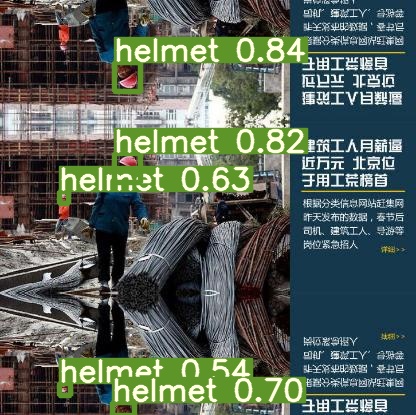 helmet 0.84
helmet 0.82
helmet 0.63
建筑工人月薪逼
近万元 北京位
于用工荒榜首
根据分类信息网站赶集网
昨天发布的数据，春节后
司机、建筑工人、导游等
岗位紧急招人
详细>>
helmet 0.54
helmet 0.70